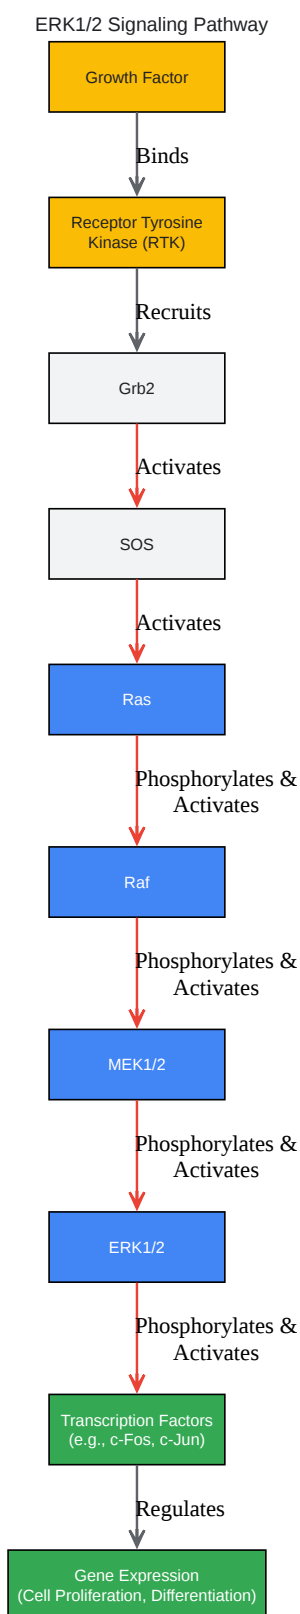 ERK1/2 Signaling Pathway
Growth Factor
Binds
Receptor Tyrosine
Kinase (RTK)
Recruits
Grb2
Activates
SOS
Activates
Ras
Phosphorylates &
Activates
Raf
Phosphorylates &
Activates
MEK1/2
Phosphorylates &
Activates
ERK1/2
Phosphorylates &
Activates
Transcription Factors
(e.g., c-Fos, c-Jun)
Regulates
Gene Expression
(Cell Proliferation, Differentiation)